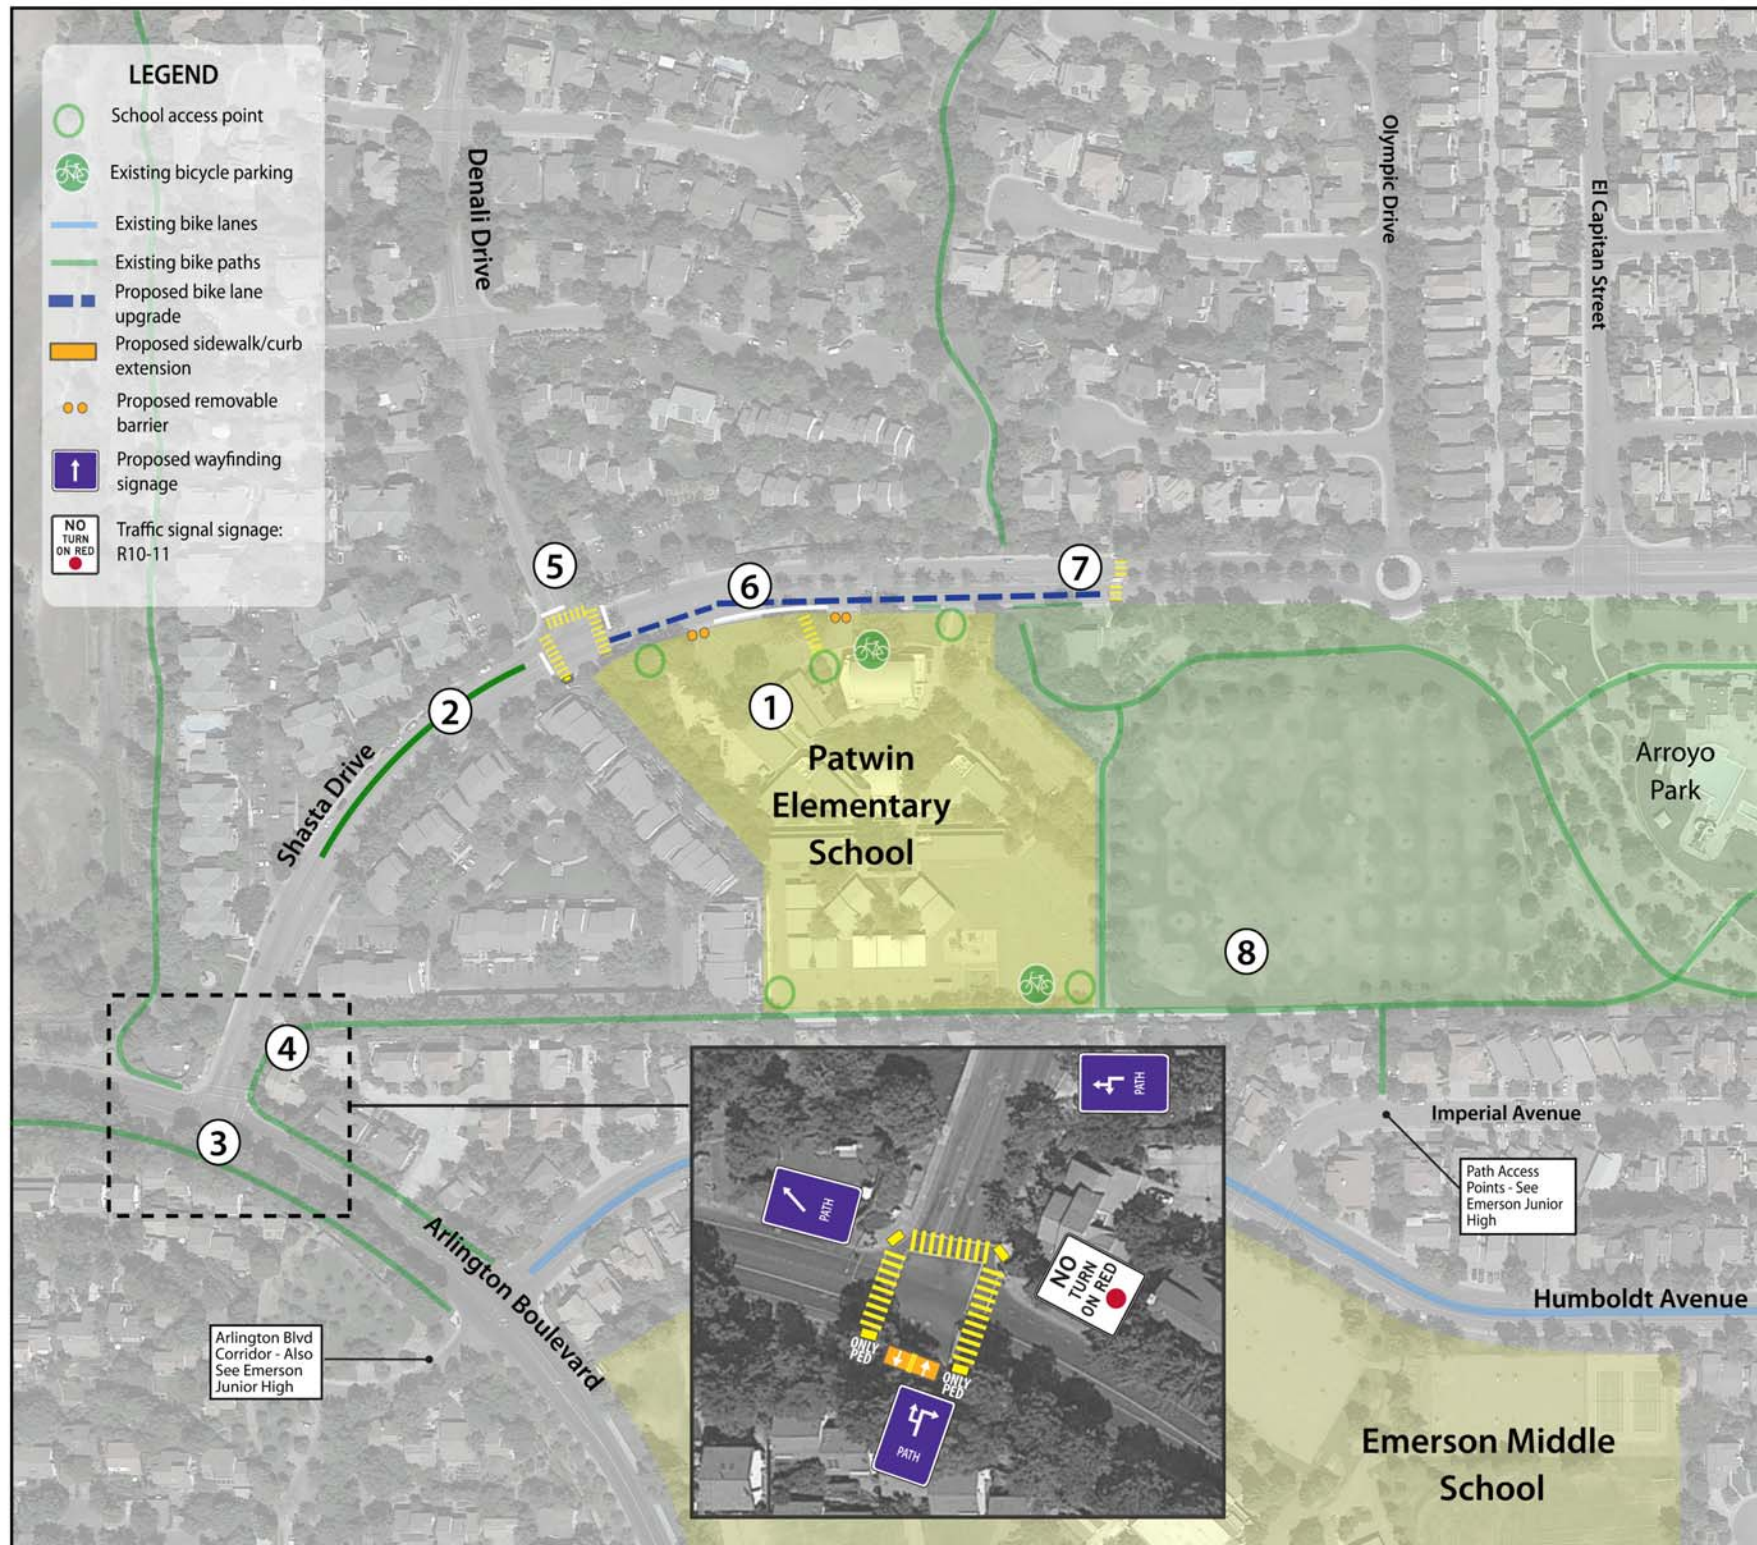 LEGEND
School access point
Existing bicycle parking
Existing bike lanes
Existing bike paths
Proposed bike lane
upgrade
Proposed sidewalk/curb
extension
Proposed removable
barrier
Proposed wayfinding
signage
NO
TURN
ON RED
Traffic signal signage:
R10-11
Denali Drive
Olympic Drive
El Capitan Street
5
6
7
2
1
Shasta Drive
Patwin
Elementary
School
Arroyo
Park
8
4
3
PATH
Imperial Avenue
Path Access
Points - See
Emerson Junior
High
PATH
NO
TURN
ON RED
Arlington Boulevard
Humboldt Avenue
Arlington Blvd
Corridor - Also
See Emerson
Junior High
ONLY
PED
ONLY
PED
PATH
Emerson Middle
School